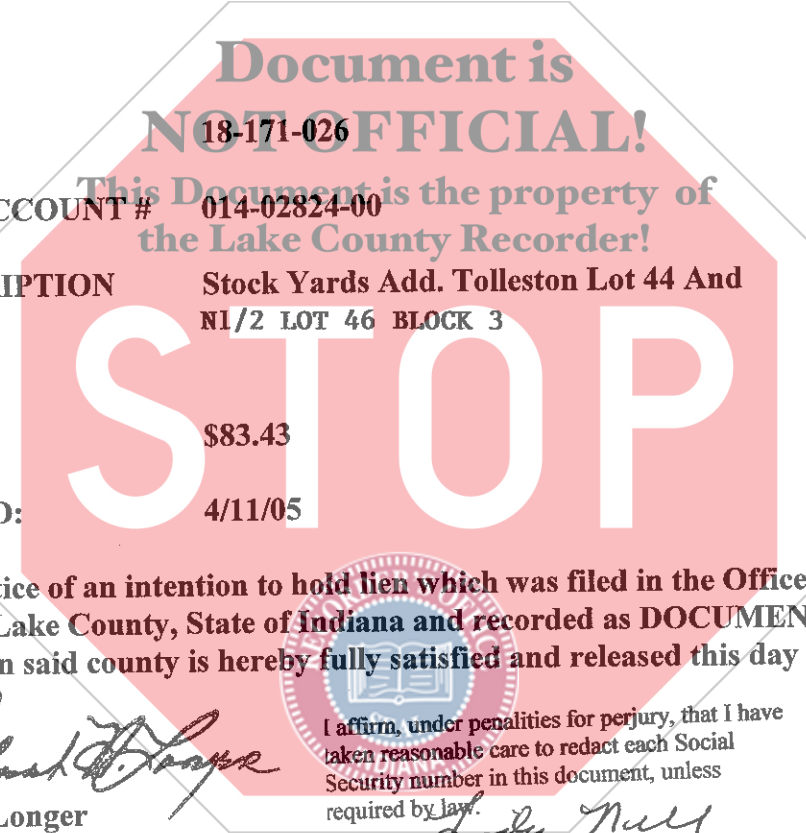 Document is
NOT OFFICIAL!
18-171-026
This Document is the property of
CCOUNT # 014-02824-00
the Lake County Recorder!
IPTION Stock Yards Add. Tolleston Lot 44 And
N1/2 LOT 46 BLOCK 3
STOP
$83.43
D: 4/11/05
tice of an intention to hold lien which was filed in the Office
Lake County, State of Indiana and recorded as DOCUMEN
n said county is hereby fully satisfied and released this day
I affirm, under penalities for perjury, that I have
taken reasonable care to redact each Social
Security number in this document, unless
required by law.
Longer